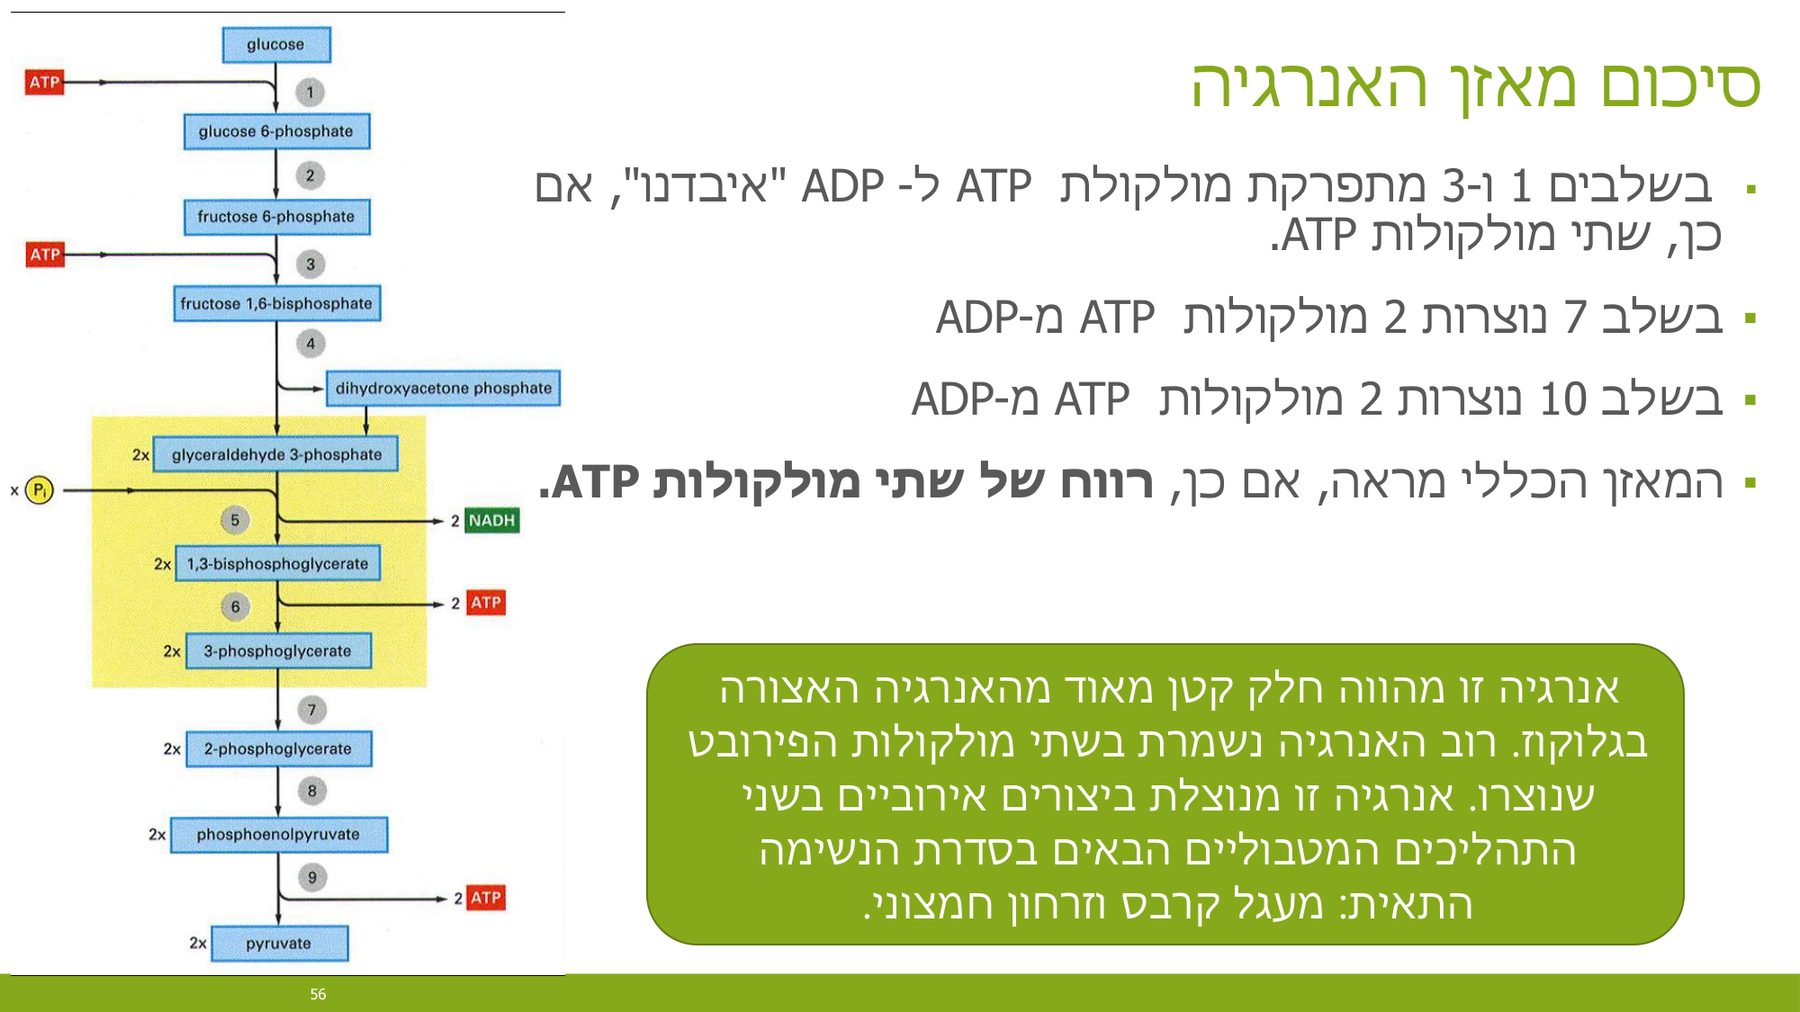 סיכום מאזן האנרגיה
▪ בשלבים 1 ו-3 מתפרקת מולקולת ATP ל- ADP "איבדנו", אם
כן, שתי מולקולות ATP.
▪ בשלב 7 נוצרות 2 מולקולות ATP מ-ADP
▪ בשלב 10 נוצרות 2 מולקולות ATP מ-ADP
▪ המאזן הכללי מראה, אם כן, רווח של שתי מולקולות ATP.
אנרגיה זו מהווה חלק קטן מאוד מהאנרגיה האצורה
בגלוקוז. רוב האנרגיה נשמרת בשתי מולקולות הפירובט
שנוצרו. אנרגיה זו מנוצלת ביצורים אירוביים בשני
התהליכים המטבוליים הבאים בסדרת הנשימה
התאית: מעגל קרבס וזרחון חמצוני.
glucose
ATP
1
glucose 6-phosphate
2
fructose 6-phosphate
ATP
3
fructose 1,6-bisphosphate
4
dihydroxyacetone phosphate
2x glyceraldehyde 3-phosphate
x Pi
5
2 NADH
2x 1,3-bisphosphoglycerate
6
2 ATP
2x 3-phosphoglycerate
7
2x 2-phosphoglycerate
8
2x phosphoenolpyruvate
9
2 ATP
2x pyruvate
56